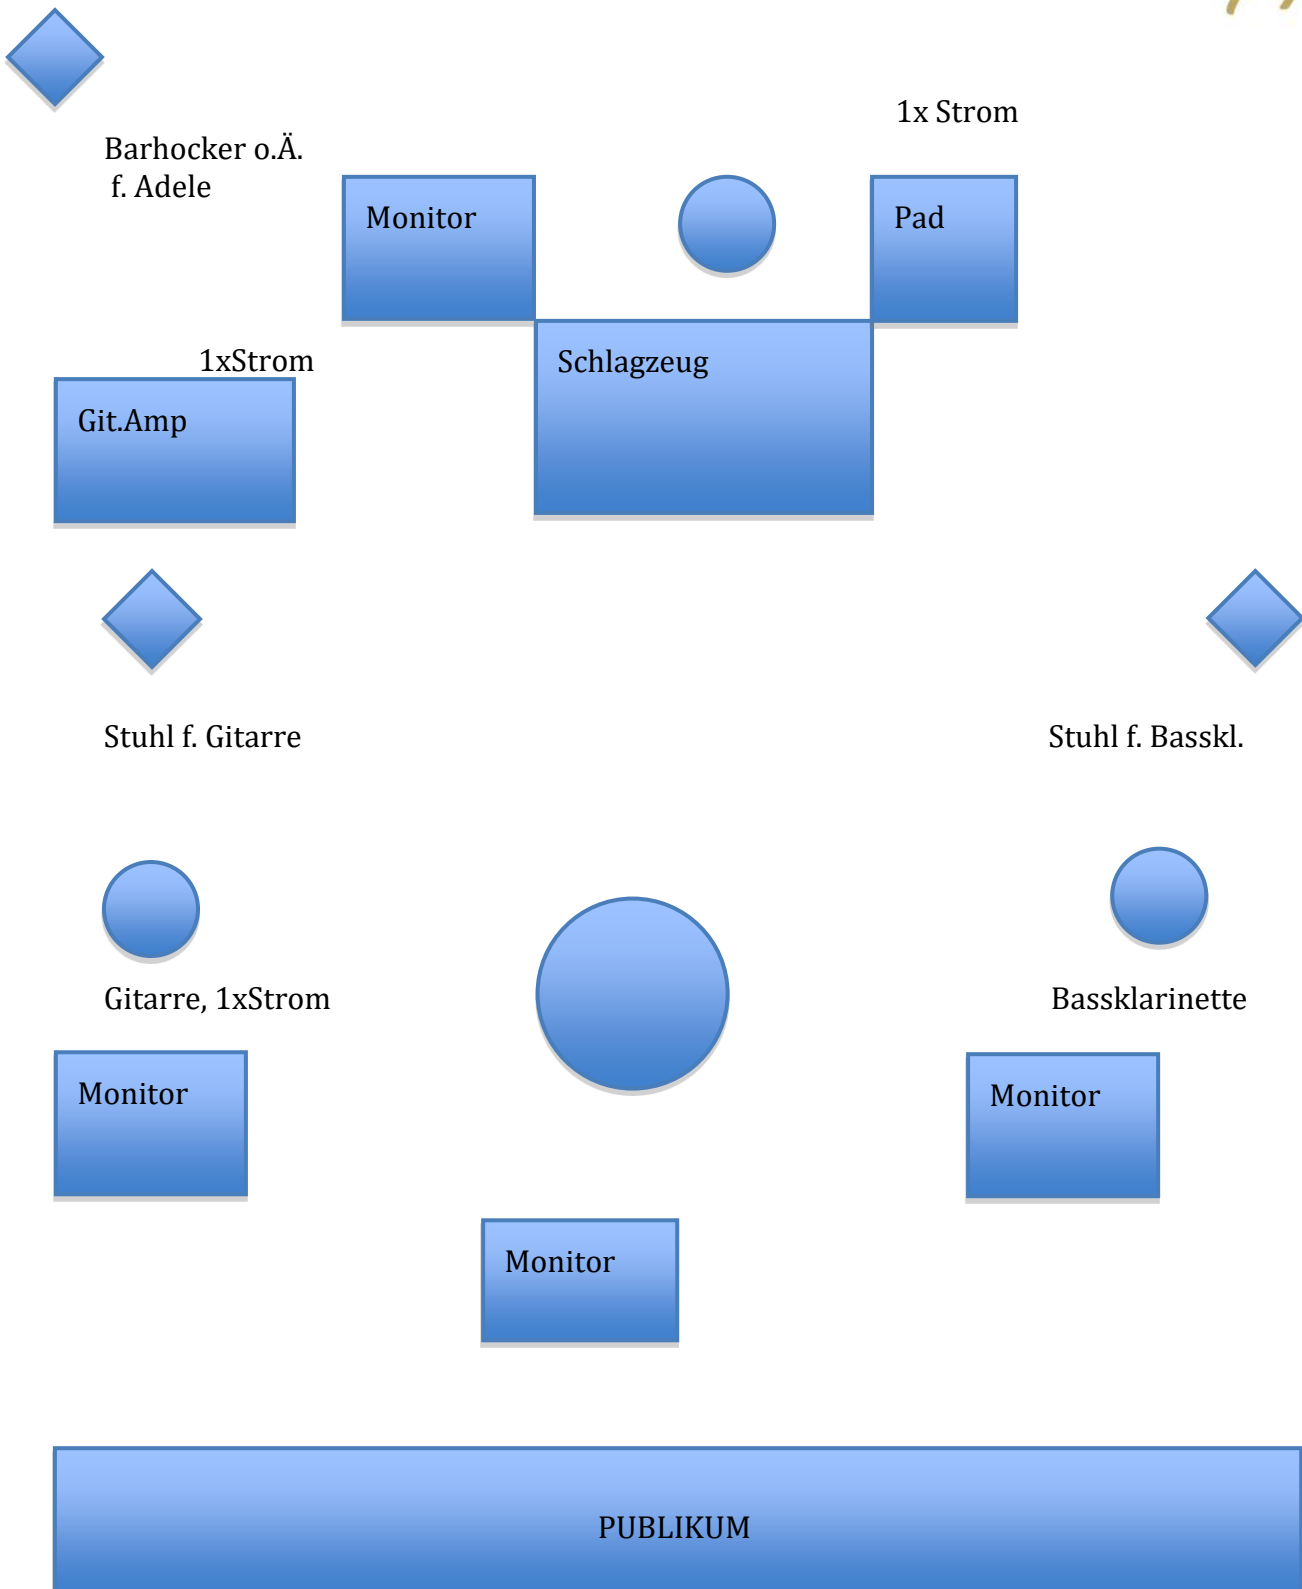 1x Strom
Barhocker o.Ä.
f. Adele
Monitor
Pad
1xStrom
Schlagzeug
Git.Amp
Stuhl f. Gitarre
Stuhl f. Basskl.
Gitarre, 1xStrom
Bassklarinette
Monitor
Monitor
Monitor
PUBLIKUM